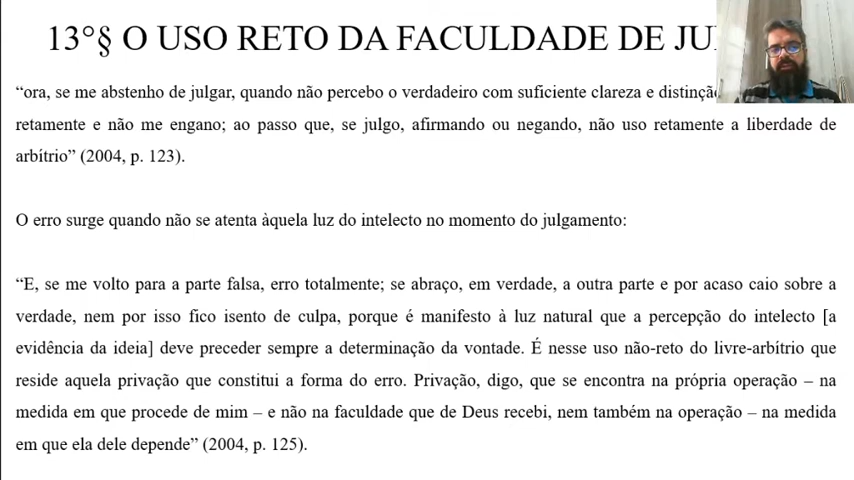 13°§ O USO RETO DA FACULDADE DE
“ora, se me abstenho de julgar, quando não percebo o verdadeiro com suficiente clareza e
retamente e não me engano; ao passo que, se julgo, afirmando ou negando, não uso retamente a liberdade de
arbítrio” (2004, p. 123).
O erro surge quando não se atenta àquela luz do intelecto no momento do julgamento:
“E, se me volto para a parte falsa, erro totalmente; se abraço, em verdade, a outra parte e por acaso caio sobre a
verdade, nem por isso fico isento de culpa, porque é manifesto à luz natural que a percepção do intelecto [a
evidência da ideia] deve preceder sempre a determinação da vontade. É nesse uso não-reto do livre-arbítrio que
reside aquela privação que constitui a forma do erro. Privação, digo, que se encontra na própria operação – na
medida em que procede de mim – e não na faculdade que de Deus recebi, nem também na operação – na medida
em que ela dele depende” (2004, p. 125).